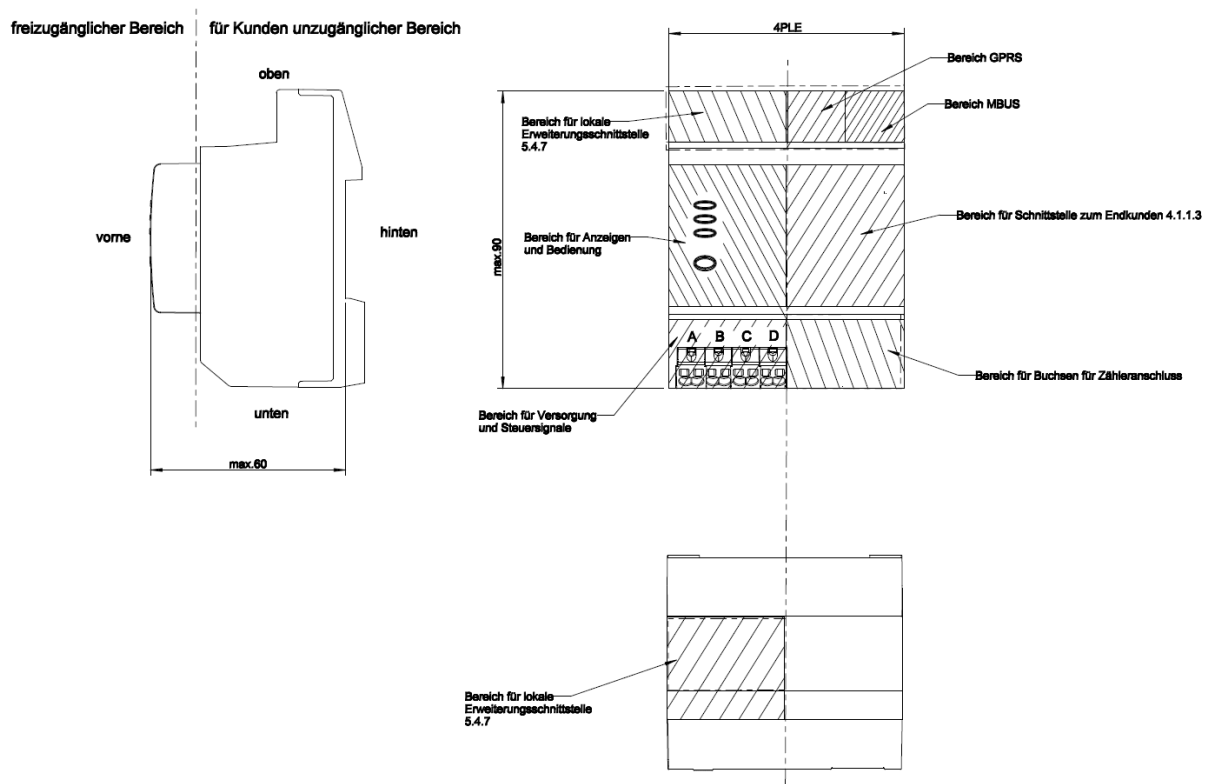 freizugänglicher Bereich
für Kunden unzugänglicher Bereich
oben
vorne
hinten
unten
max.60
4PLE
max.90
Bereich GPRS
Bereich MBUS
Bereich für lokale
Erweiterungsschnittstelle
5.4.7
Bereich für Schnittstelle zum Endkunden 4.1.1.3
Bereich für Anzeigen
und Bedienung
A B C D
Bereich für Buchsen für Zähleranschluss
Bereich für Versorgung
und Steuersignale
Bereich für lokale
Erweiterungsschnittstelle
5.4.7